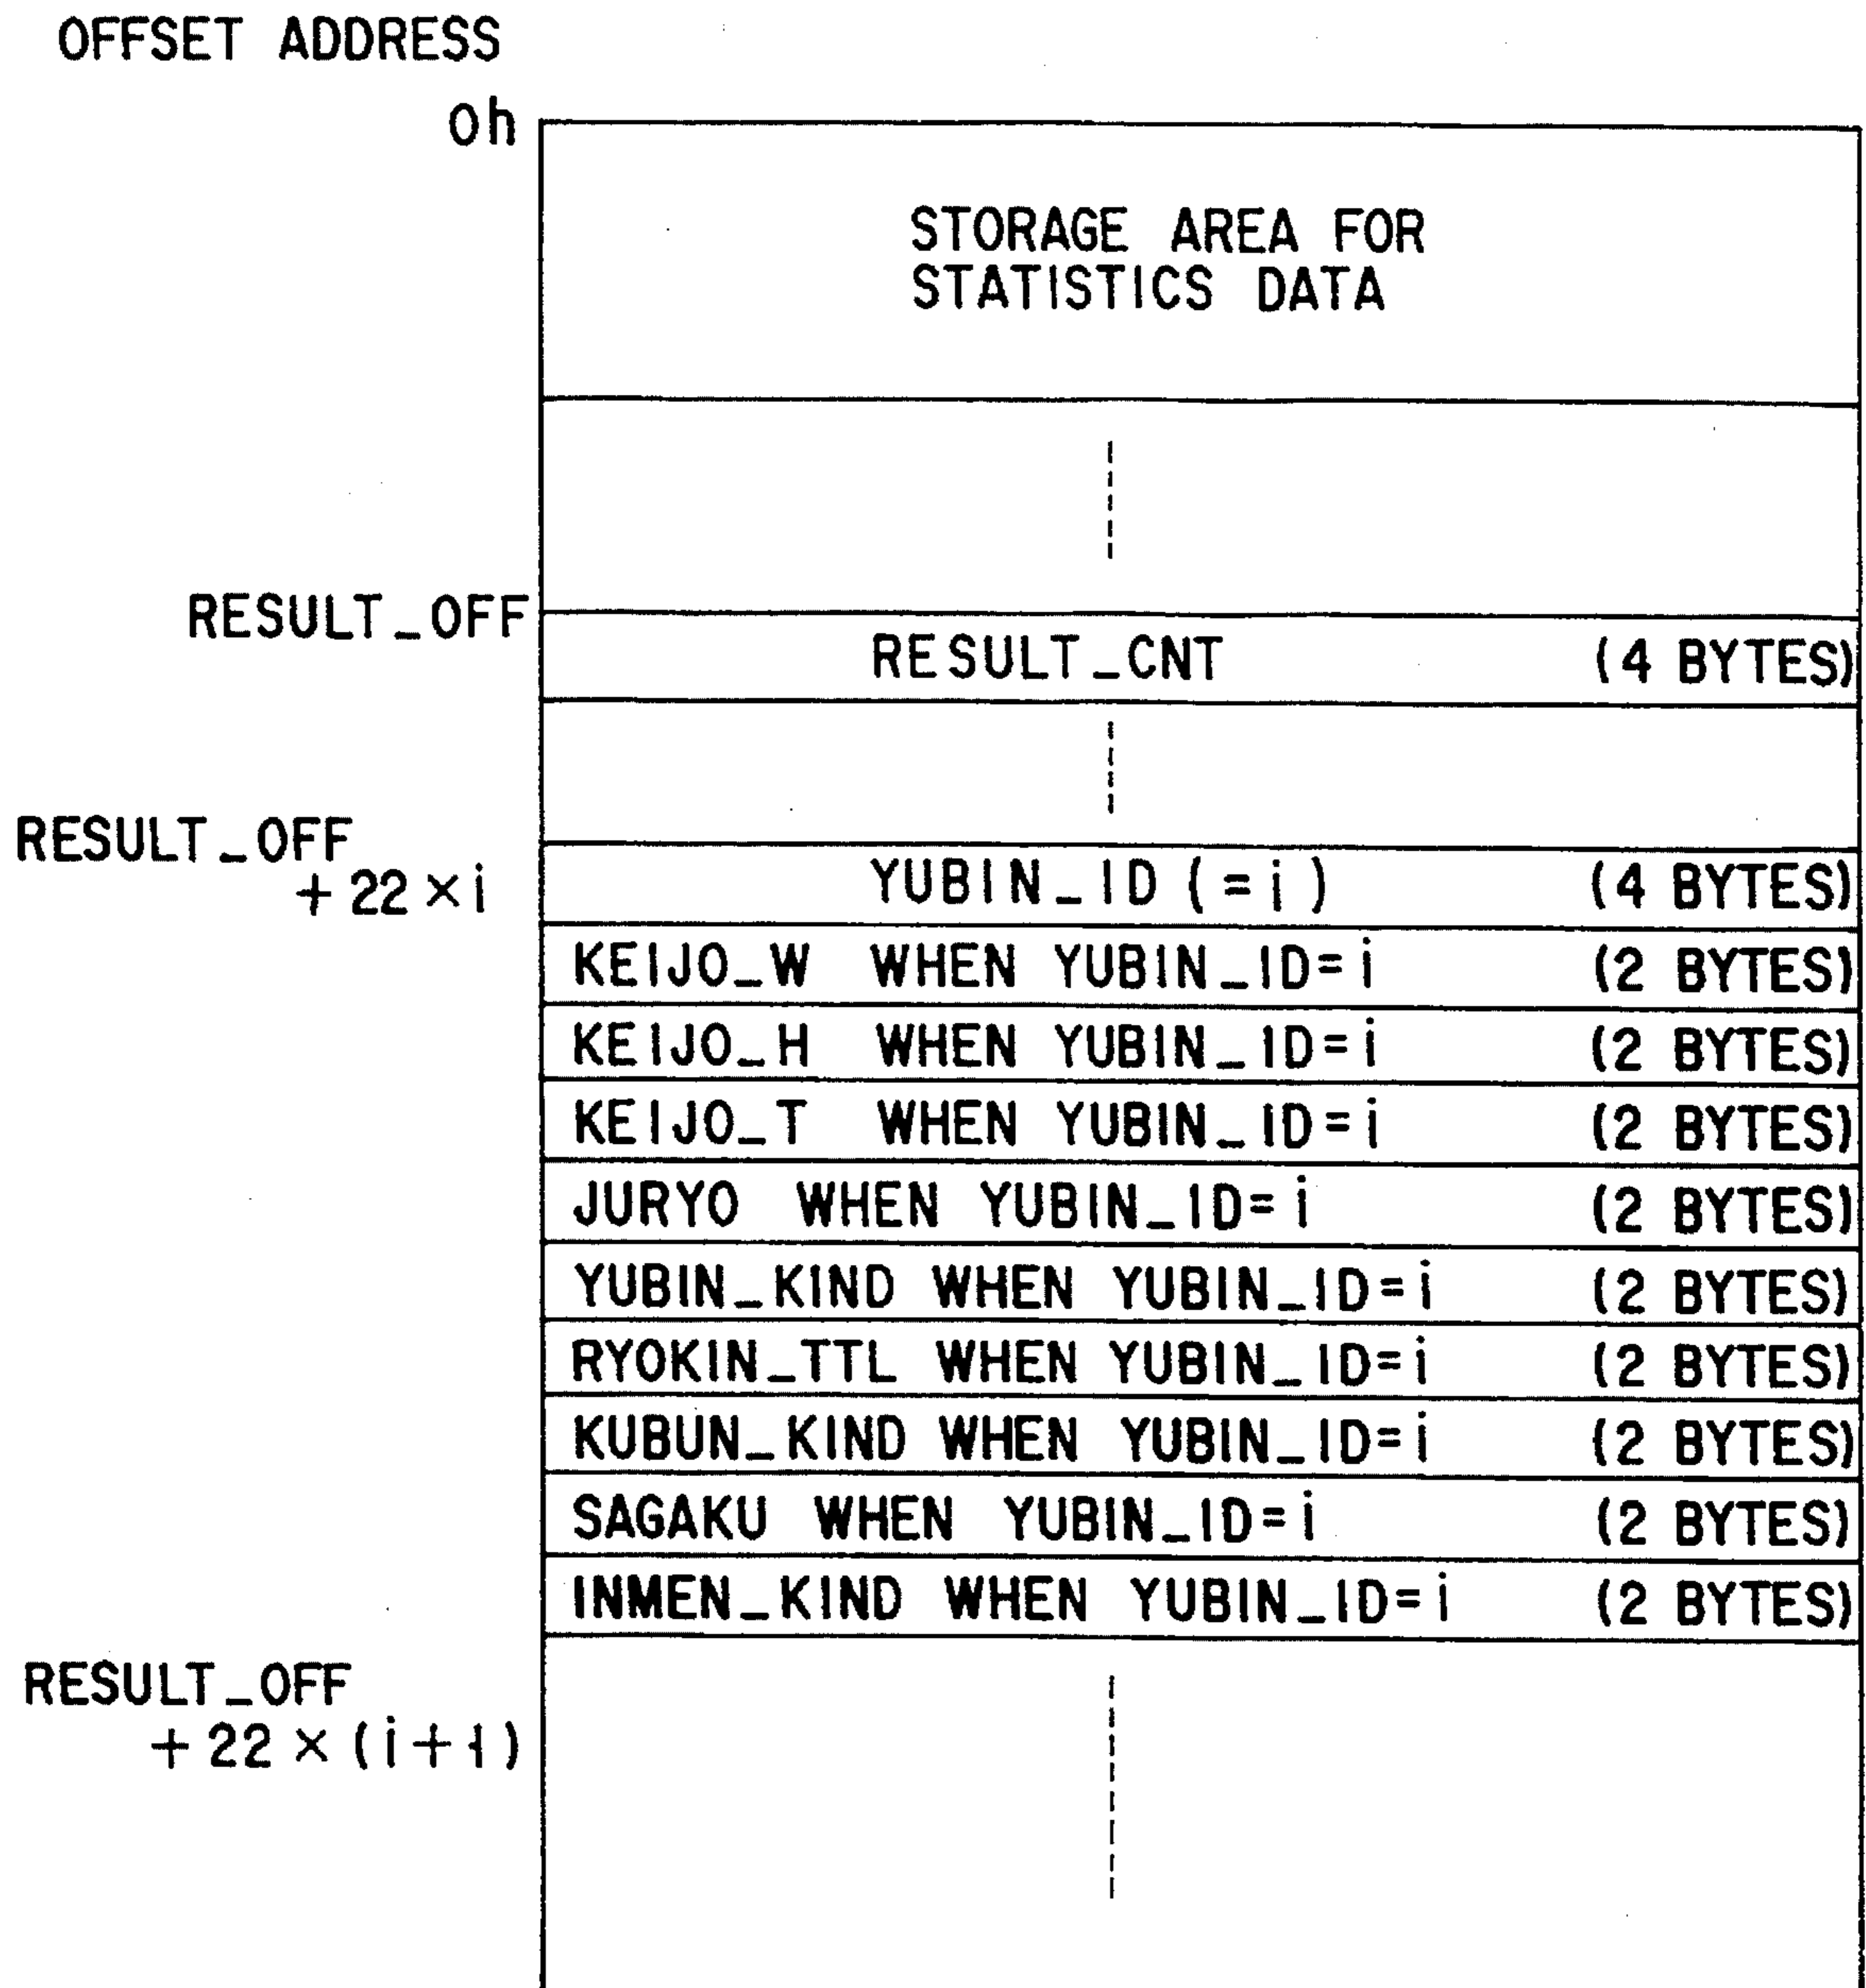 OFFSET ADDRESS
0h
STORAGE AREA FOR
STATISTICS DATA
RESULT_OFF
RESULT_CNT (4 BYTES)
RESULT_OFF
+22×i
YUBIN_ID (=i) (4 BYTES)
KEIJO_W WHEN YUBIN_ID=i (2 BYTES)
KEIJO_H WHEN YUBIN_ID=i (2 BYTES)
KEIJO_T WHEN YUBIN_ID=i (2 BYTES)
JURYO WHEN YUBIN_ID=i (2 BYTES)
YUBIN_KIND WHEN YUBIN_ID=i (2 BYTES)
RYOKIN_TTL WHEN YUBIN_ID=i (2 BYTES)
KUBUN_KIND WHEN YUBIN_ID=i (2 BYTES)
SAGAKU WHEN YUBIN_ID=i (2 BYTES)
INMEN_KIND WHEN YUBIN_ID=i (2 BYTES)
RESULT_OFF
+22×(i+1)